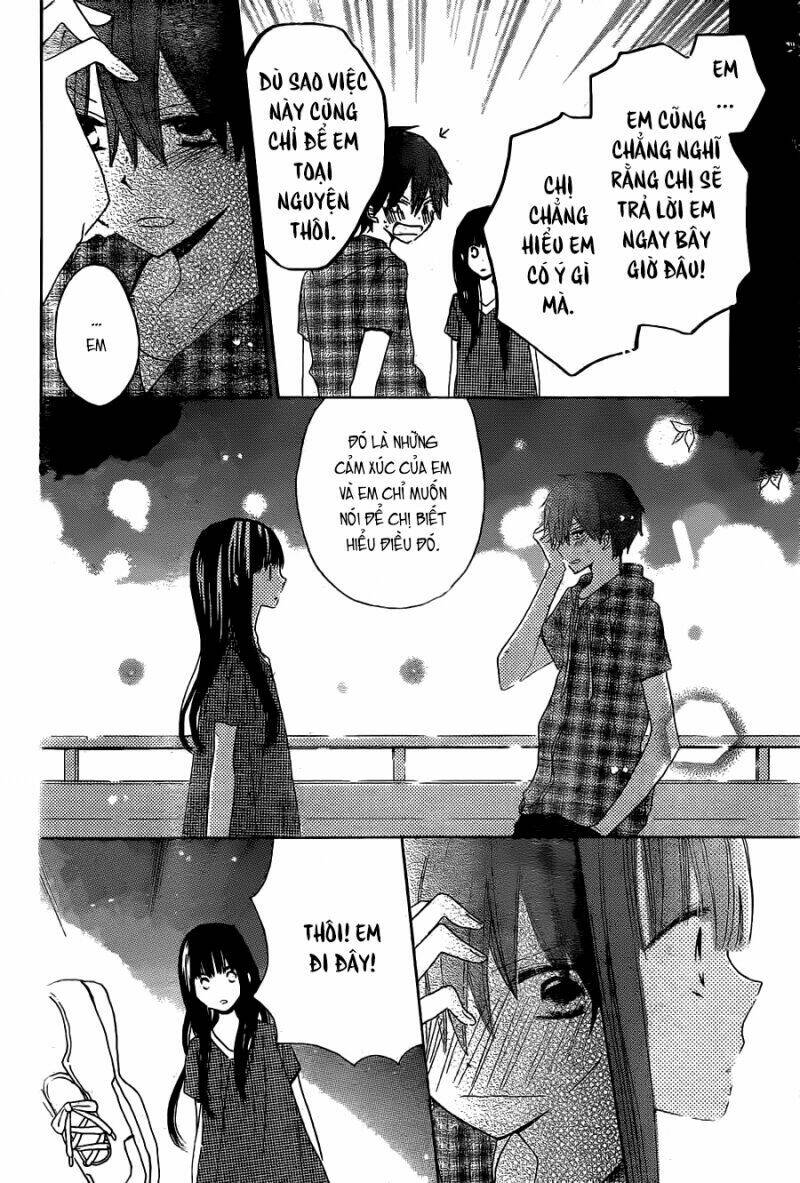 EM
...
EM CŨNG
CHẲNG NGHĨ
RẰNG CHỊ SẼ
TRẢ LỜI EM
NGAY BÂY
GIỜ ĐÂU!
CHỊ
CHẲNG
HIỂU EM
CÓ Ý GÌ
MÀ.
DÙ SAO VIỆC
NÀY CŨNG
CHỈ ĐỂ EM
TOẠI
NGUYỆN
THÔI.
...
EM
ĐÓ LÀ NHỮNG
CẢM XÚC CỦA EM
VÀ EM CHỈ MUỐN
NÓI ĐỂ CHỊ BIẾT
HIỂU ĐIỀU ĐÓ.
THÔI! EM
ĐI ĐÂY!